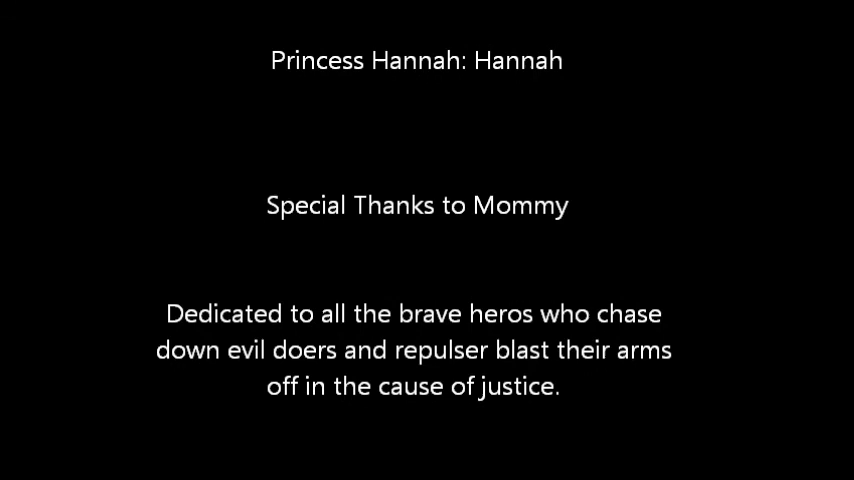 Princess Hannah: Hannah
Special Thanks to Mommy
Dedicated to all the brave heros who chase
down evil doers and repulser blast their arms
off in the cause of justice.